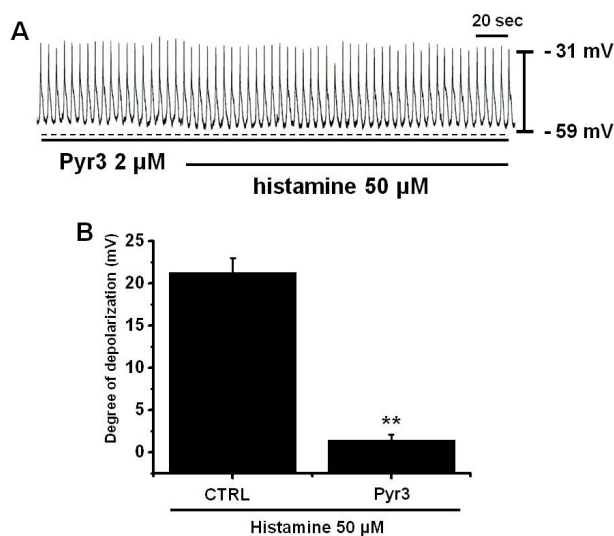 A
20 sec
- 31 mV
- 59 mV
Pyr3 2 μM
histamine 50 μM
B
Degree of depolarization (mV)
25
20
15
10
5
0
**
CTRL
Pyr3
Histamine 50 μM